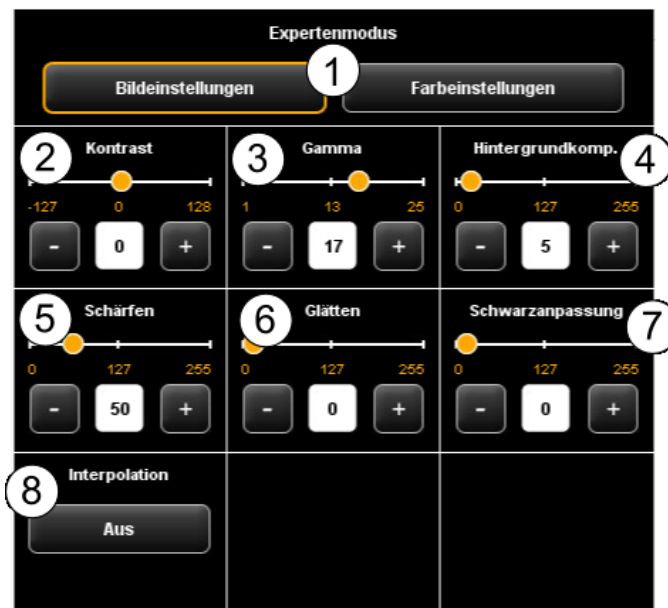 Expertenmodus
1
Bildeinstellungen Farbeinstellungen
2 Kontrast
-127 0 128
- 0 +
3 Gamma
1 13 25
- 17 +
Hintergrundkomp. 4
0 127 255
- 5 +
5 Schärfen
0 127 255
- 50 +
6 Glätten
0 127 255
- 0 +
Schwarzanpassung 7
0 127 255
- 0 +
8 Interpolation
Aus